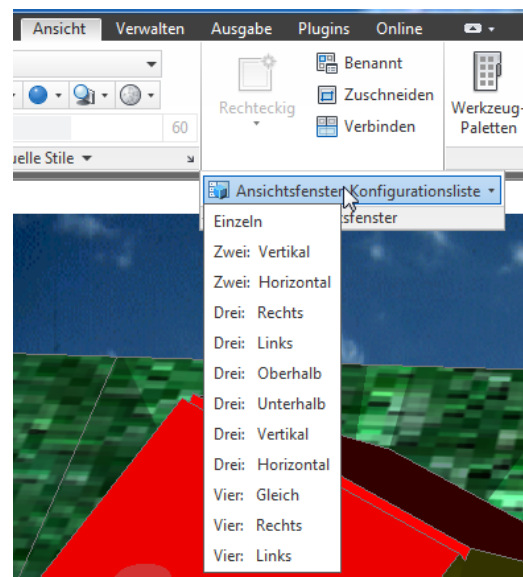 Ansicht Verwalten Ausgabe Plugins Online
Benannt
Rechteckig
Zuschneiden
Verbinden
60
Werkzeug-
Paletten
uelle Stile
Ansichtsfenster-Konfigurationsliste
sfenster
Einzeln
Zwei: Vertikal
Zwei: Horizontal
Drei: Rechts
Drei: Links
Drei: Oberhalb
Drei: Unterhalb
Drei: Vertikal
Drei: Horizontal
Vier: Gleich
Vier: Rechts
Vier: Links